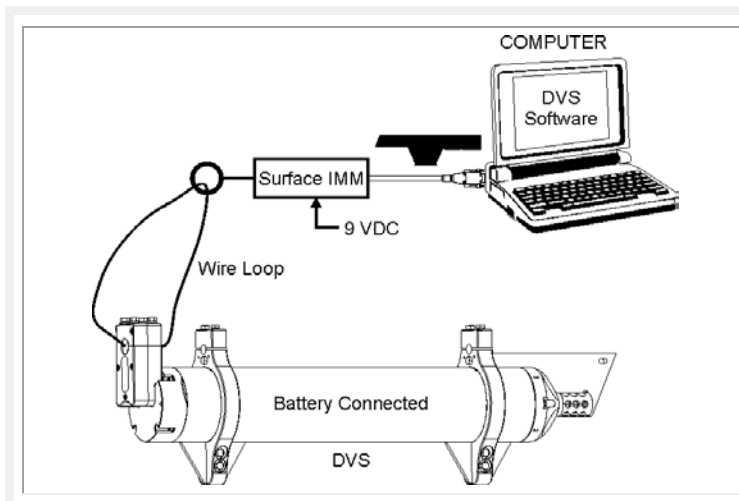 COMPUTER
DVS
Software
Surface IMM
9 VDC
Wire Loop
Battery Connected
DVS